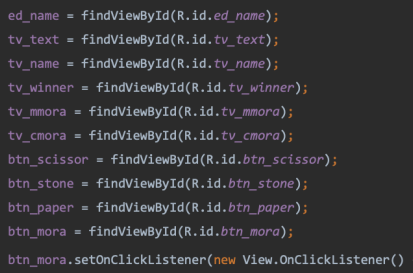 ed_name = findViewById(R.id.ed_name);
tv_text = findViewById(R.id.tv_text);
tv_name = findViewById(R.id.tv_name);
tv_winner = findViewById(R.id.tv_winner);
tv_mmora = findViewById(R.id.tv_mmora);
tv_cmora = findViewById(R.id.tv_cmora);
btn_scissor = findViewById(R.id.btn_scissor);
btn_stone = findViewById(R.id.btn_stone);
btn_paper = findViewById(R.id.btn_paper);
btn_mora = findViewById(R.id.btn_mora);
btn_mora.setOnClickListener(new View.OnClickListener()